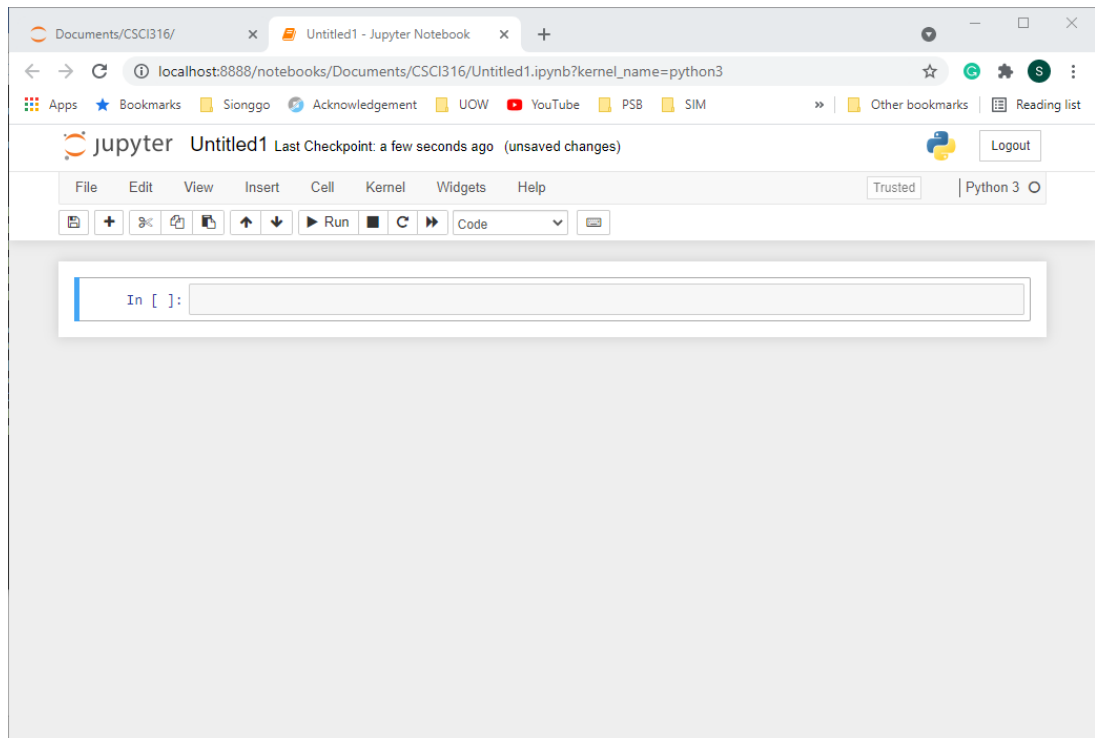 Documents/CSCI316/ Untitled1 - Jupyter Notebook
localhost:8888/notebooks/Documents/CSCI316/Untitled1.ipynb?kernel_name=python3 G S
Apps Bookmarks Sionggo Acknowledgement UOW YouTube PSB SIM » Other bookmarks Reading list
jupyter Untitled1 Last Checkpoint: a few seconds ago (unsaved changes) Logout
File Edit View Insert Cell Kernel Widgets Help Trusted Python 3
Run Code
In [ ]: